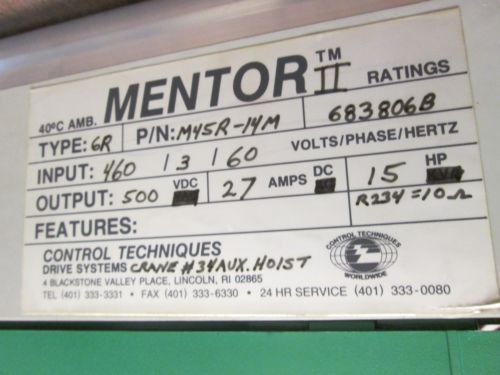 MENTOR™ II
40ºC AMB. RATINGS
TYPE: 6R P/N: M45R-14M 683806B
INPUT: 460 / 3 / 60 VOLTS/PHASE/HERTZ
OUTPUT: 500 VDC 27 AMPS DC 15 HP
R234=10Ω
FEATURES:
CONTROL TECHNIQUES
DRIVE SYSTEMS CRANE #34 AUX. HOIST
4 BLACKSTONE VALLEY PLACE, LINCOLN, RI 02865
TEL (401) 333-3331 • FAX (401) 333-6330 • 24 HR SERVICE (401) 333-0080
CONTROL TECHNIQUES
WORLDWIDE